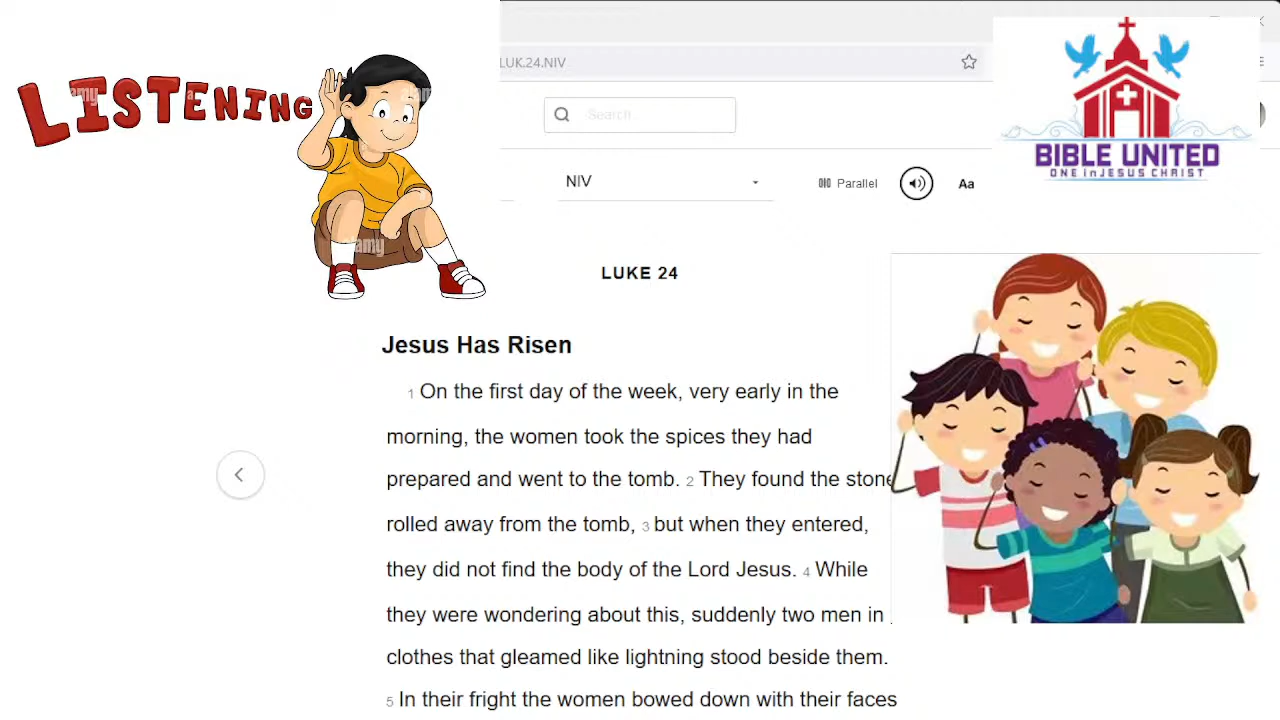 LISTENING
LUK.24.NIV
Search...
NIV
Parallel
Aa
BIBLE UNITED
ONE in JESUS CHRIST
LUKE 24
Jesus Has Risen
1 On the first day of the week, very early in the
morning, the women took the spices they had
prepared and went to the tomb. 2 They found the stone
rolled away from the tomb, 3 but when they entered,
they did not find the body of the Lord Jesus. 4 While
they were wondering about this, suddenly two men in
clothes that gleamed like lightning stood beside them.
5 In their fright the women bowed down with their faces